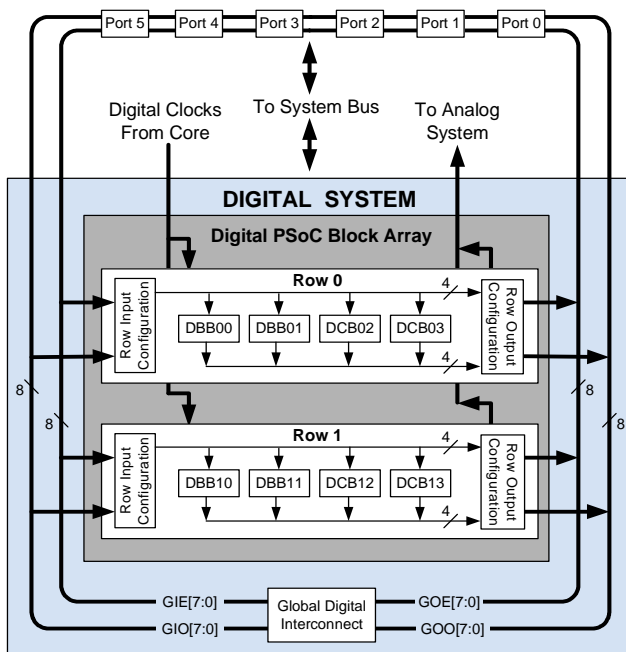 Port 5
Port 4
Port 3
Port 2
Port 1
Port 0
Digital Clocks
From Core
To System Bus
To Analog
System
DIGITAL SYSTEM
Digital PSoC Block Array
Row Input
Configuration
Row 0
4
DBB00
DBB01
DCB02
DCB03
4
Row Output
Configuration
8
8
8
8
Row Input
Configuration
Row 1
4
DBB10
DBB11
DCB12
DCB13
4
Row Output
Configuration
GIE[7:0]
GIO[7:0]
Global Digital
Interconnect
GOE[7:0]
GOO[7:0]